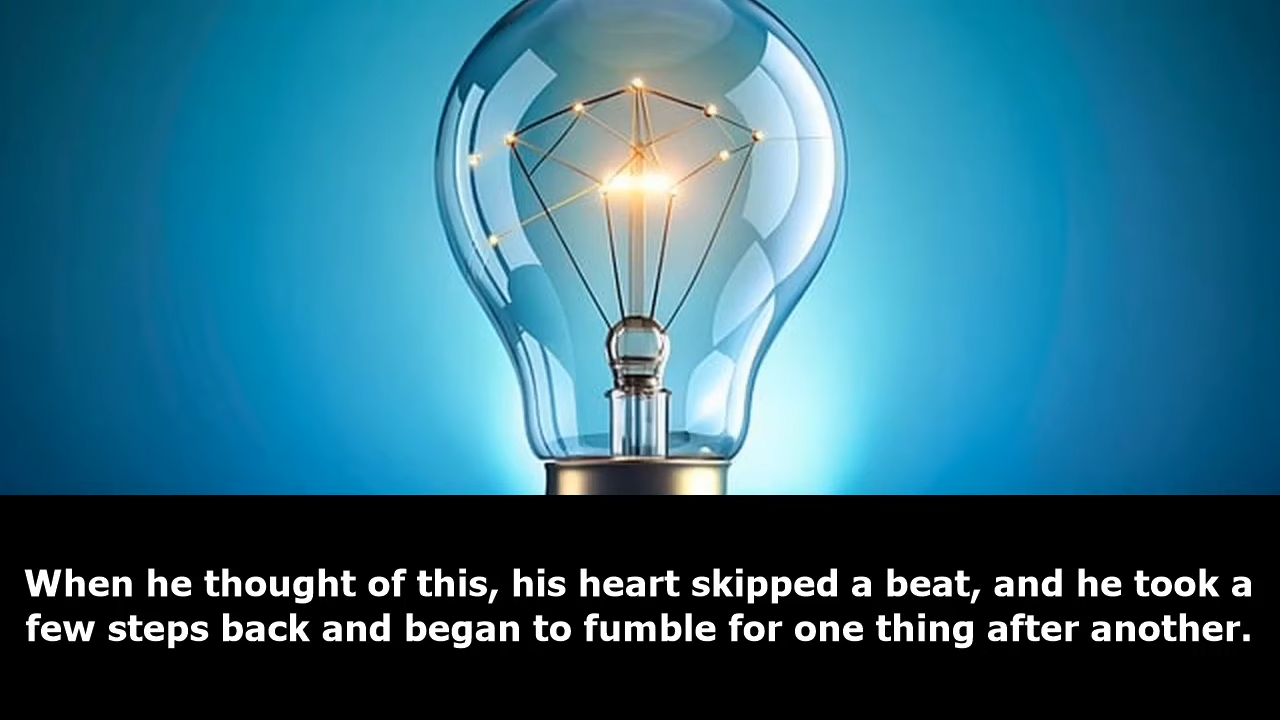 When he thought of this, his heart skipped a beat, and he took a
few steps back and began to fumble for one thing after another.